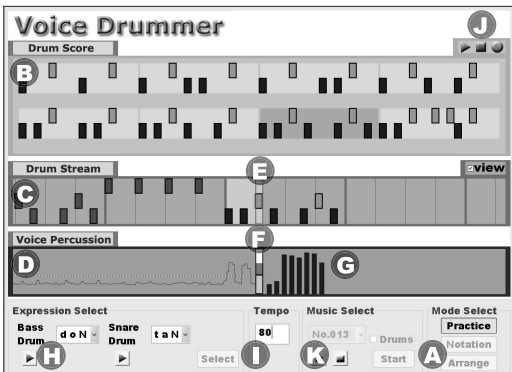 Voice Drummer
J
Drum Score
B
E
Drum Stream
view
C
F
Voice Percussion
D
G
Expression Select
Tempo
Music Select
Mode Select
Bass Drum
d o N
Snare Drum
t a N
80
No.013
Drums
Practice
Notation
H
Select
I
K
Start
A
Arrange